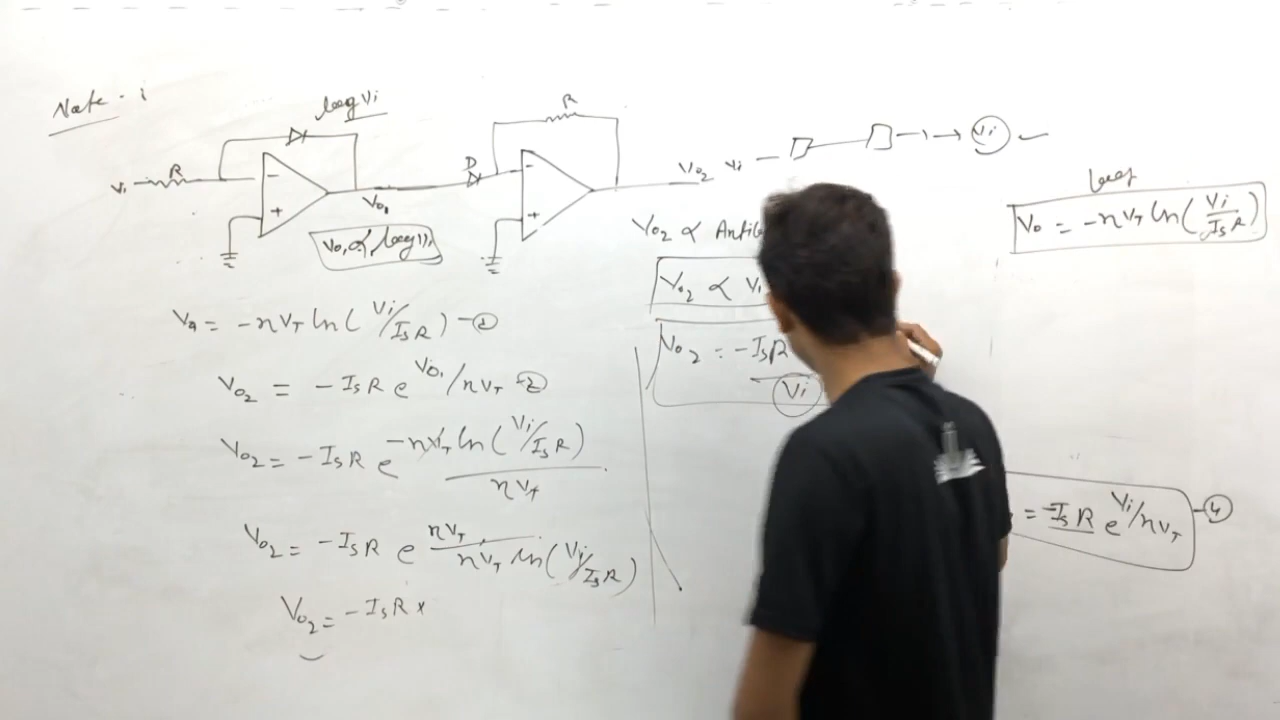 Note - i
log Vi
R
Vi
-
+
Vo1
Vo1 ∝ log Vi
D
R
-
+
Vo2
Vi
Vi
Vo2 ∝ Antil
Vo2 ∝ Vi
Vo2 = -IsR
Vi
log
Vo = -nVT ln(Vi/IsR)
= -nVT ln(Vi/IsR) - ①
Vo2 = -IsR e^Vo1/nVT - ②
Vo2 = -IsR e^-nVT ln(Vi/IsR)/nVT
Vo2 = -IsR e^nVT/nVT ln(Vi/IsR)
Vo2 = -IsR x
= -IsR e^Vi/nVT - ④